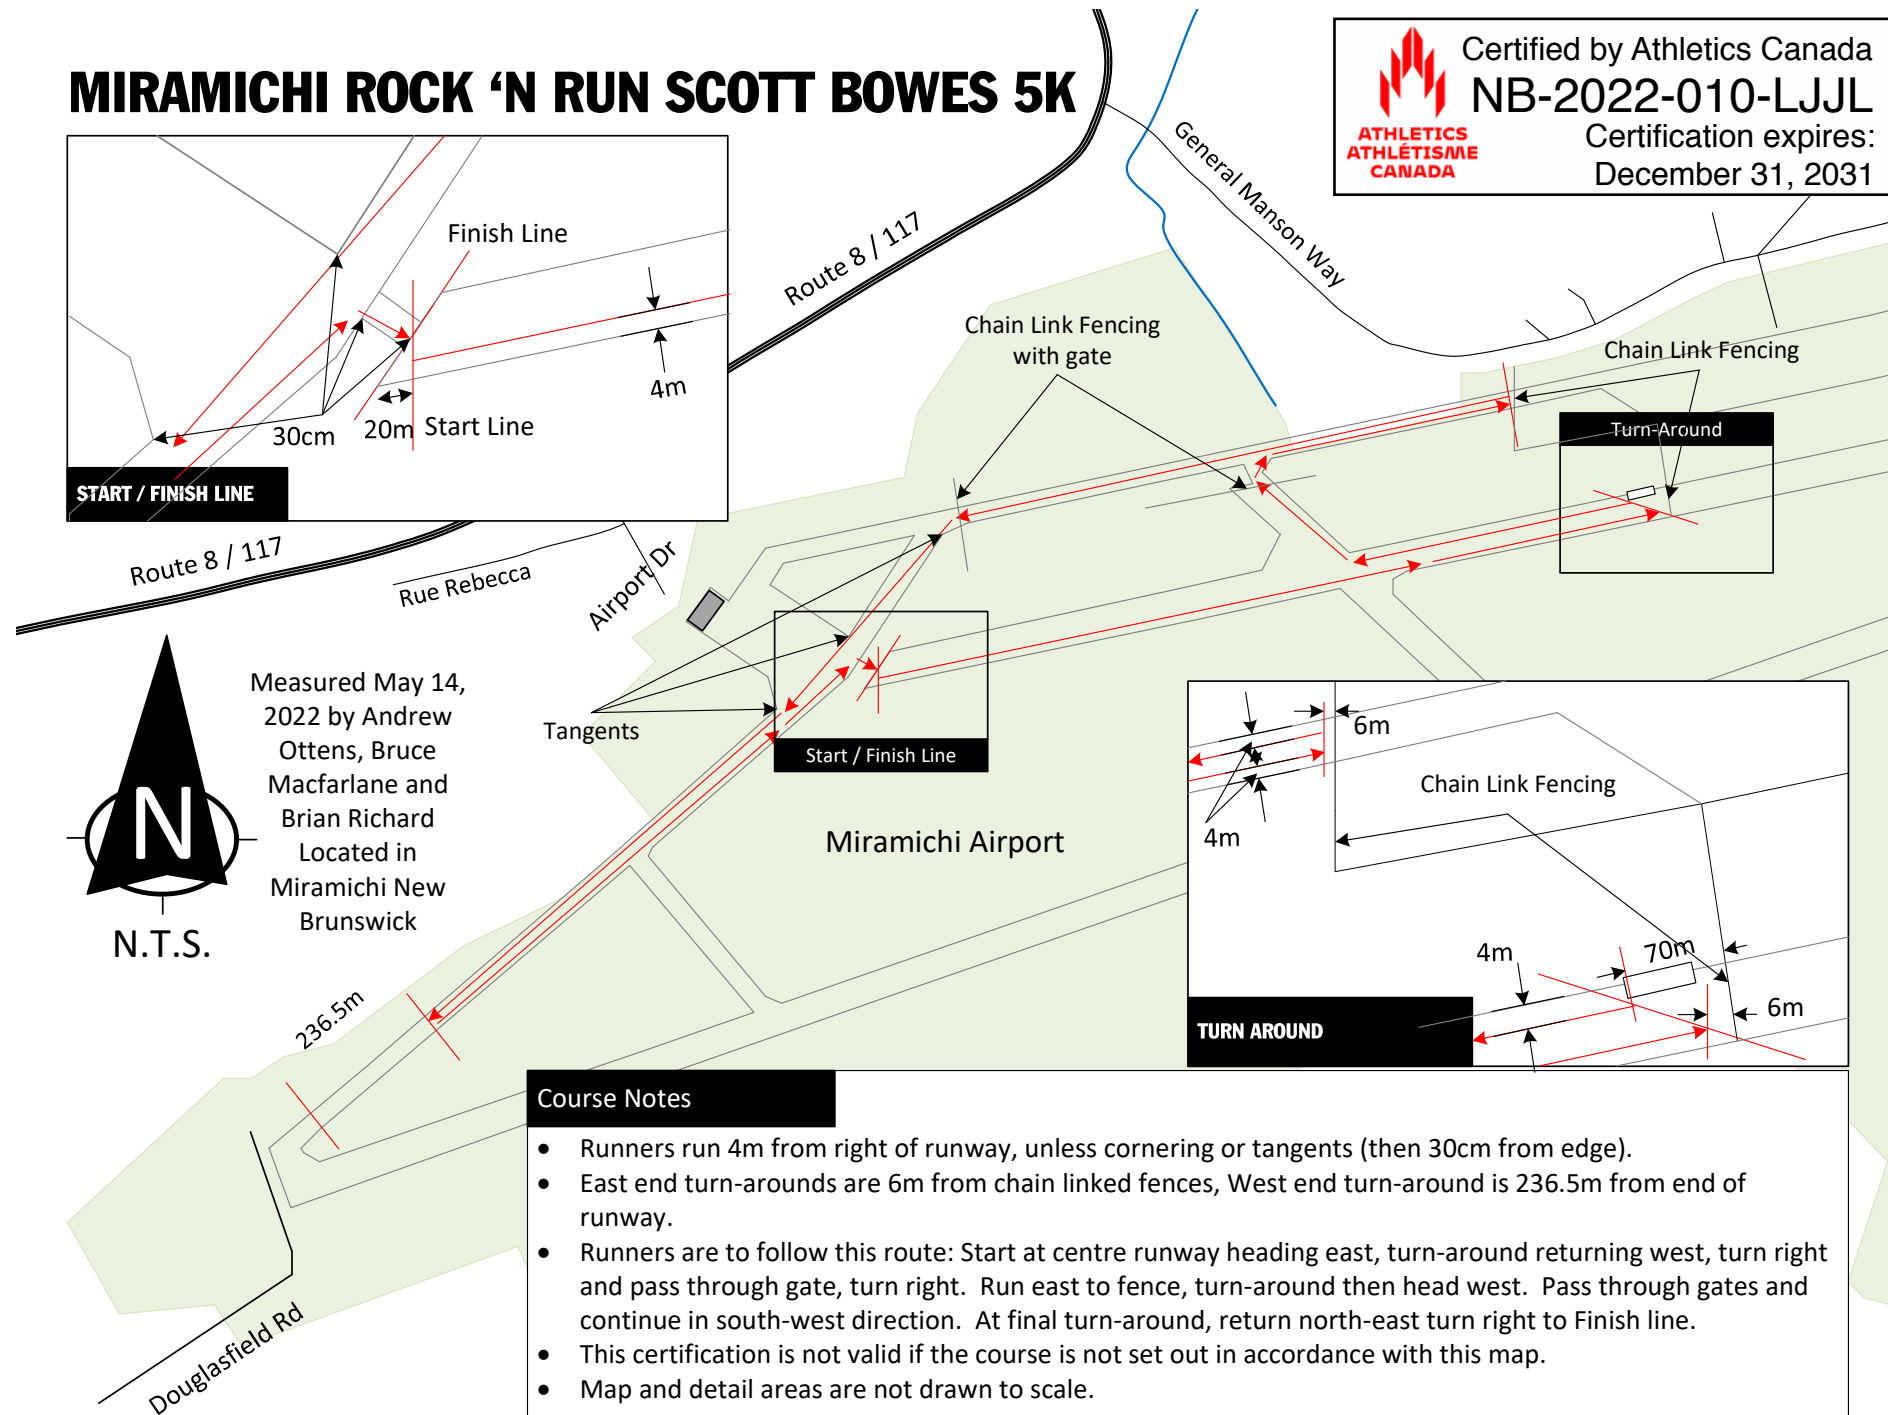 MIRAMICHI ROCK ‘N RUN SCOTT BOWES 5K
ATHLETICS
ATHLÉTISME
CANADA
Certified by Athletics Canada
NB-2022-010-LJJL
Certification expires:
December 31, 2031
Finish Line
4m
30cm
20m
Start Line
START / FINISH LINE
Route 8 / 117
General Manson Way
Chain Link Fencing
with gate
Chain Link Fencing
Turn-Around
Route 8 / 117
Rue Rebecca
Airport Dr
Tangents
Start / Finish Line
Miramichi Airport
N
N.T.S.
Measured May 14,
2022 by Andrew
Ottens, Bruce
Macfarlane and
Brian Richard
Located in
Miramichi New
Brunswick
236.5m
Douglasfield Rd
6m
4m
Chain Link Fencing
4m
70m
6m
TURN AROUND
Course Notes
• Runners run 4m from right of runway, unless cornering or tangents (then 30cm from edge).
• East end turn-arounds are 6m from chain linked fences, West end turn-around is 236.5m from end of
runway.
• Runners are to follow this route: Start at centre runway heading east, turn-around returning west, turn right
and pass through gate, turn right.  Run east to fence, turn-around then head west.  Pass through gates and
continue in south-west direction.  At final turn-around, return north-east turn right to Finish line.
• This certification is not valid if the course is not set out in accordance with this map.
• Map and detail areas are not drawn to scale.